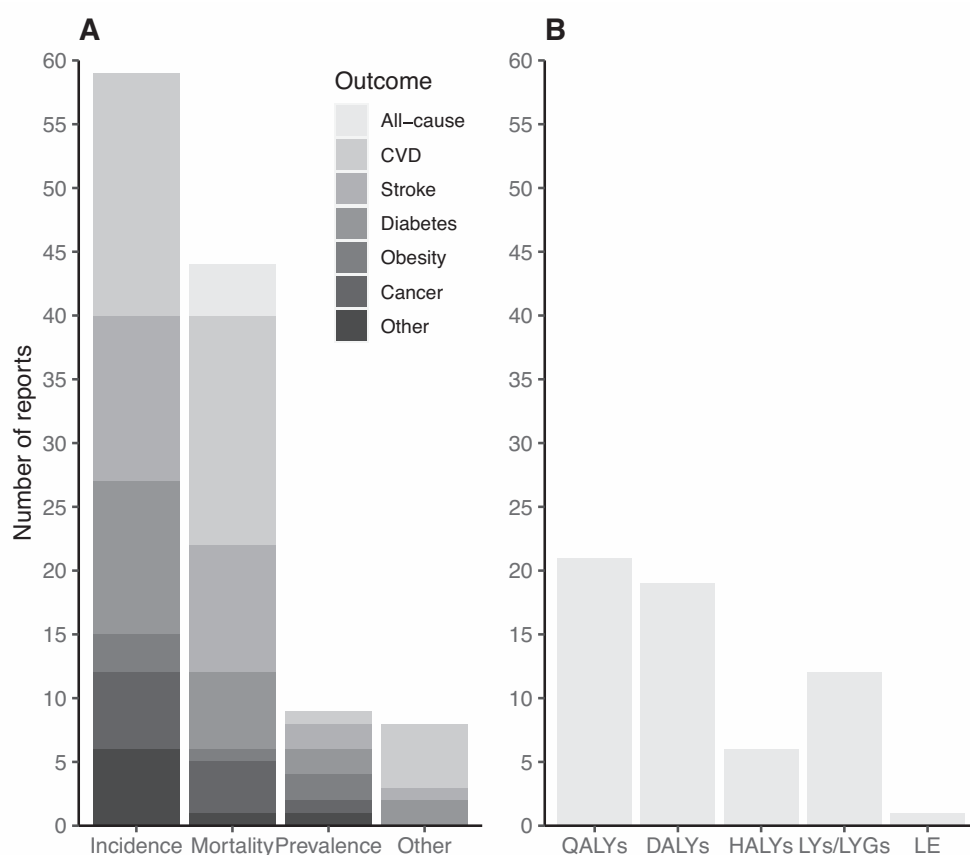 A
B
60
55
50
45
40
35
30
25
20
15
10
5
0
Number of reports
Outcome
All–cause
CVD
Stroke
Diabetes
Obesity
Cancer
Other
Incidence Mortality Prevalence Other
60
55
50
45
40
35
30
25
20
15
10
5
0
QALYs DALYs HALYs LYs/LYGs LE